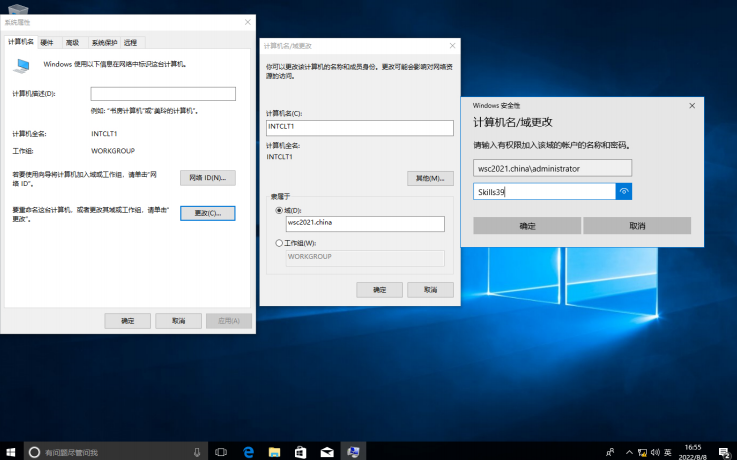 系统属性
计算机名
硬件
高级
系统保护
远程
Windows 使用以下信息在网络中标识这台计算机。
计算机描述(D):
例如: "书房计算机"或"美玲的计算机"。
计算机全名:
INTCLT1
工作组:
WORKGROUP
若要使用向导将计算机加入域或工作组，请单击"网
络 ID"。
网络 ID(N)...
要重命名这台计算机，或者更改其域或工作组，请单击"
更改"。
更改(C)...
确定
取消
应用(A)
计算机名/域更改
你可以更改该计算机的名称和成员身份。更改可能会影响对网络资
源的访问。
计算机名(C):
INTCLT1
计算机全名:
INTCLT1
其他(M)...
隶属于
域(D):
wsc2021.china
工作组(W):
WORKGROUP
确定
取消
Windows 安全性
计算机名/域更改
请输入有权限加入该域的帐户的名称和密码。
wsc2021.china\administrator
Skills39
确定
取消
有问题尽管问我
英
16:55
2022/8/8
2